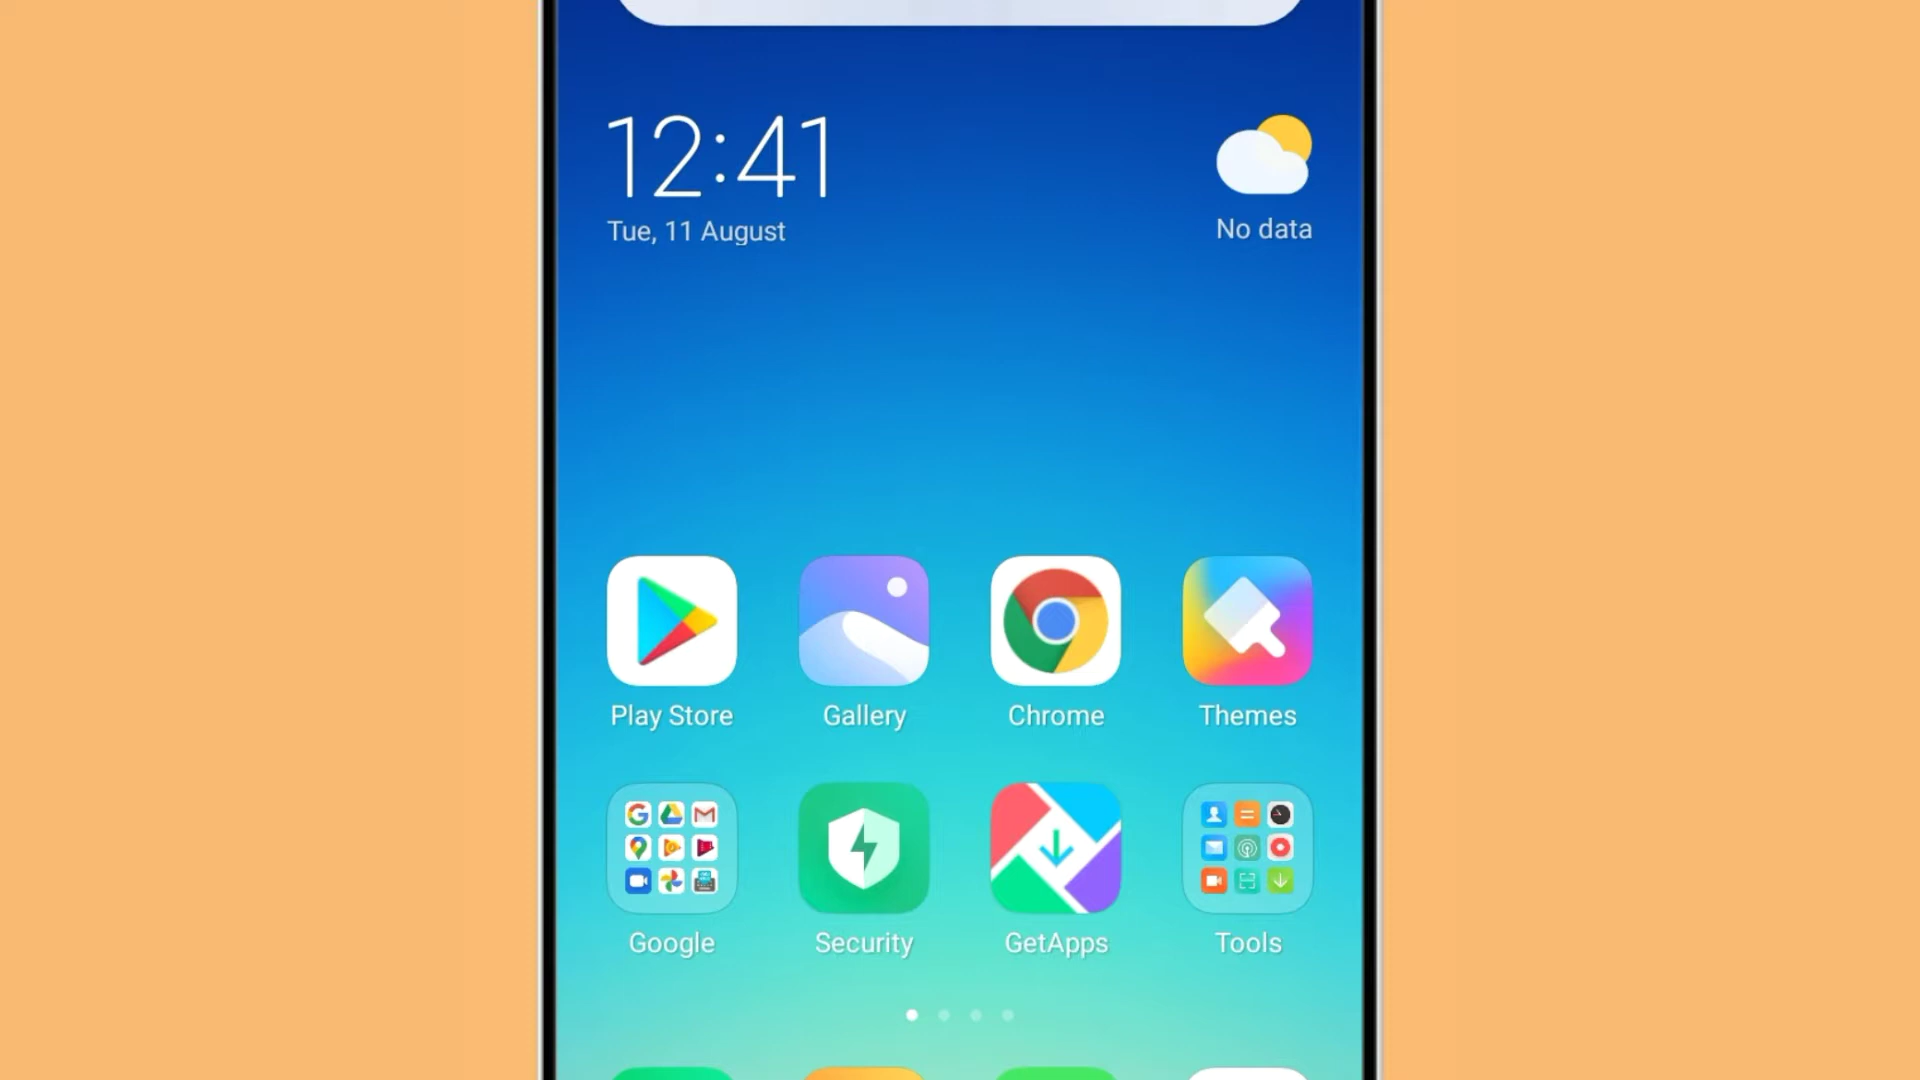 12:41
Tue, 11 August
No data
Play Store
Gallery
Chrome
Themes
Google
Security
GetApps
Tools